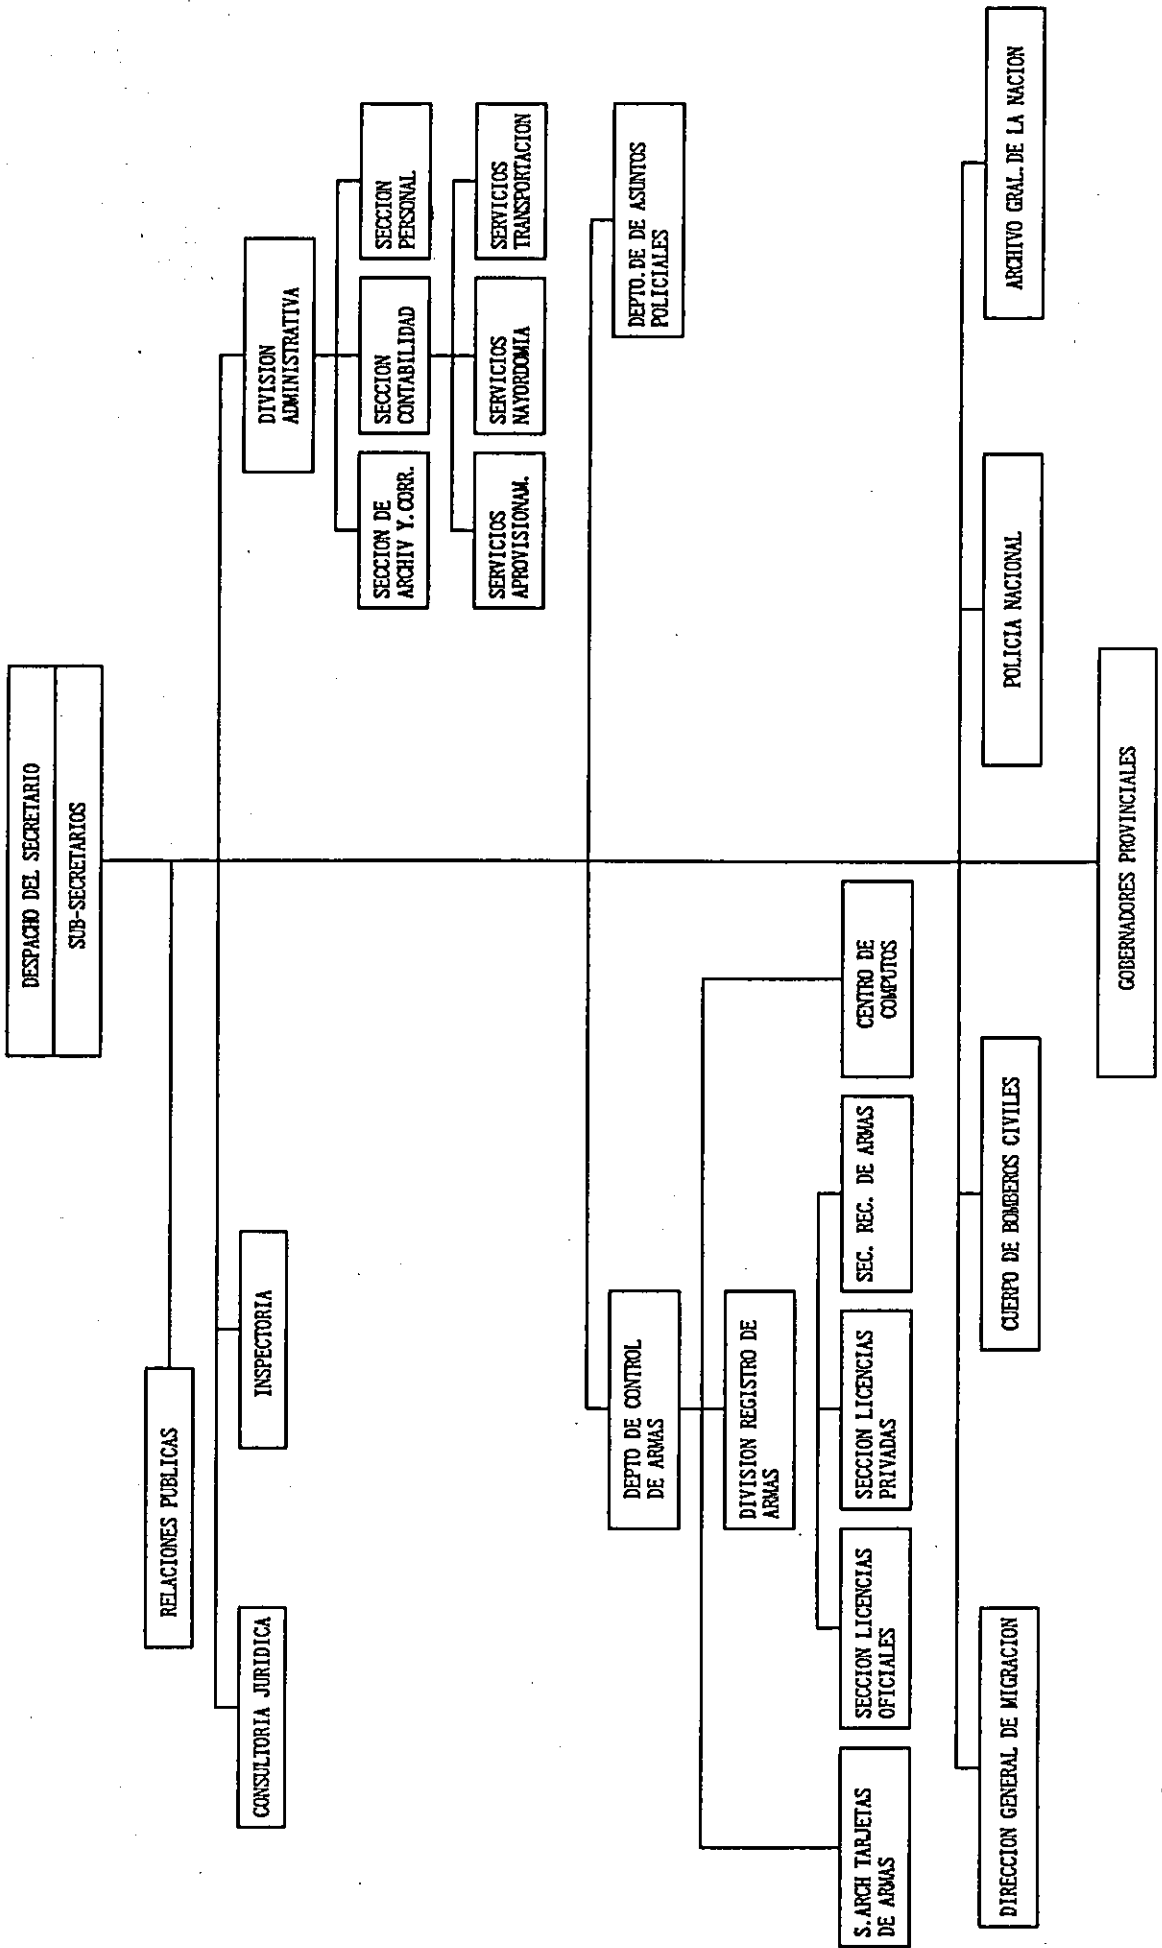 DESPACHO DEL SECRETARIO
SUB-SECRETARIOS
RELACIONES PUBLICAS
CONSULTORIA JURIDICA
INSPECTORIA
DIVISION
ADMINISTRATIVA
SECCION DE
ARCHIV Y.CORR.
SECCION
CONTABILIDAD
SECCION
PERSONAL
SERVICIOS
APROVISIONAM.
SERVICIOS
NAYORDOMIA
SERVICIOS
TRANSPORTACION
DEPTO DE CONTROL
DE ARMAS
DEPTO.DE DE ASUNTOS
POLICIALES
DIVISION REGISTRO DE
ARMAS
S.ARCH TARJETAS
DE ARMAS
SECCION LICENCIAS
OFICIALES
SECCION LICENCIAS
PRIVADAS
SEC. REC. DE ARMAS
CENTRO DE
COMPUTOS
DIRECCION GENERAL DE MIGRACION
CUERPO DE BOMBEROS CIVILES
POLICIA NACIONAL
ARCHIVO GRAL.DE LA NACION
GOBERNADORES PROVINCIALES